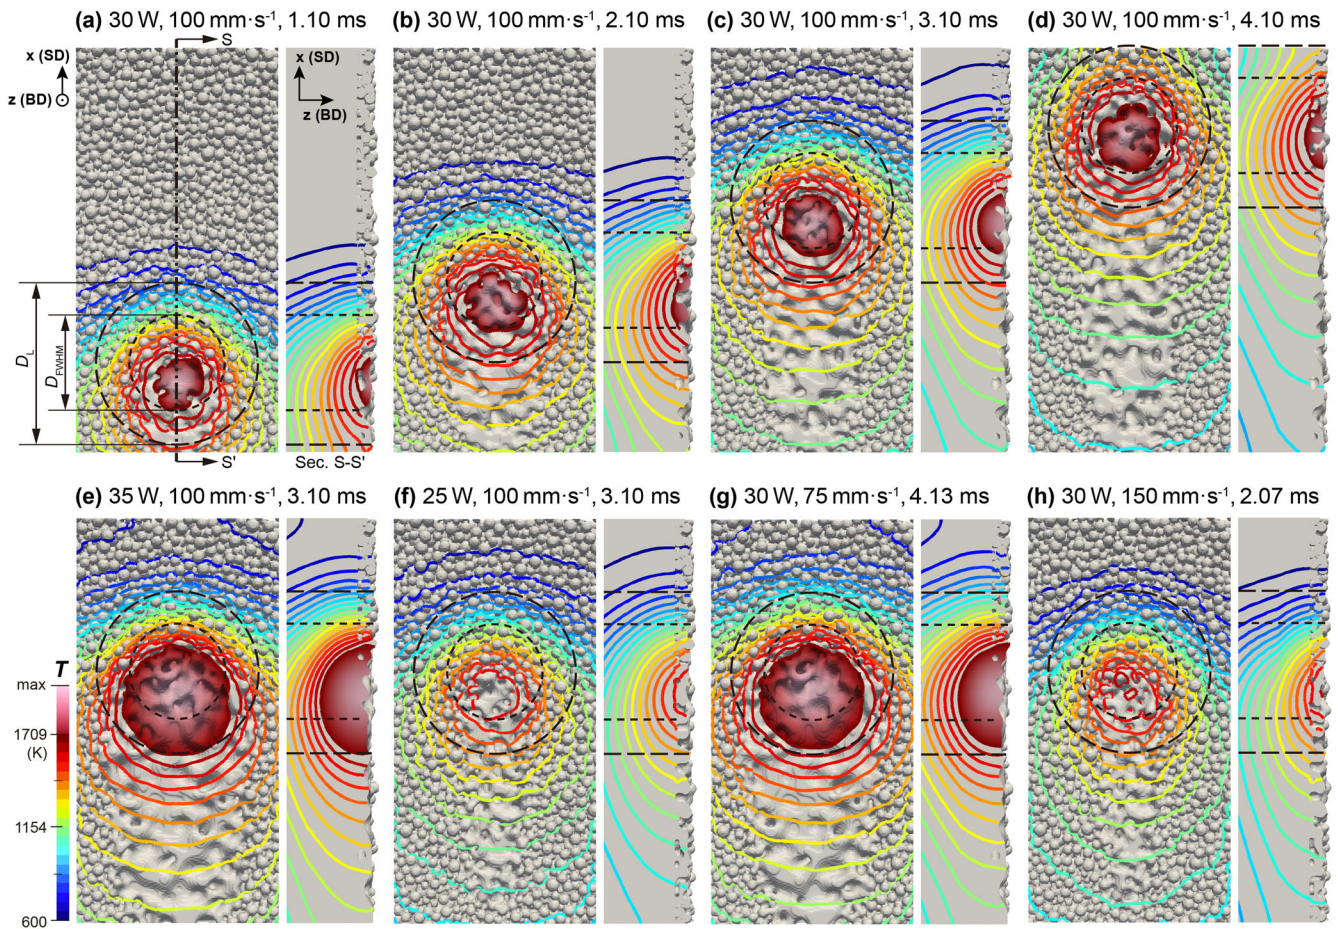 (a) 30 W, 100 mm·s⁻¹, 1.10 ms
(b) 30 W, 100 mm·s⁻¹, 2.10 ms
(c) 30 W, 100 mm·s⁻¹, 3.10 ms
(d) 30 W, 100 mm·s⁻¹, 4.10 ms
S
x (SD)
z (BD)
x (SD)
z (BD)
D_L
D_FWHM
S'
Sec. S-S'
(e) 35 W, 100 mm·s⁻¹, 3.10 ms
(f) 25 W, 100 mm·s⁻¹, 3.10 ms
(g) 30 W, 75 mm·s⁻¹, 4.13 ms
(h) 30 W, 150 mm·s⁻¹, 2.07 ms
T
max
1709
(K)
1154
600